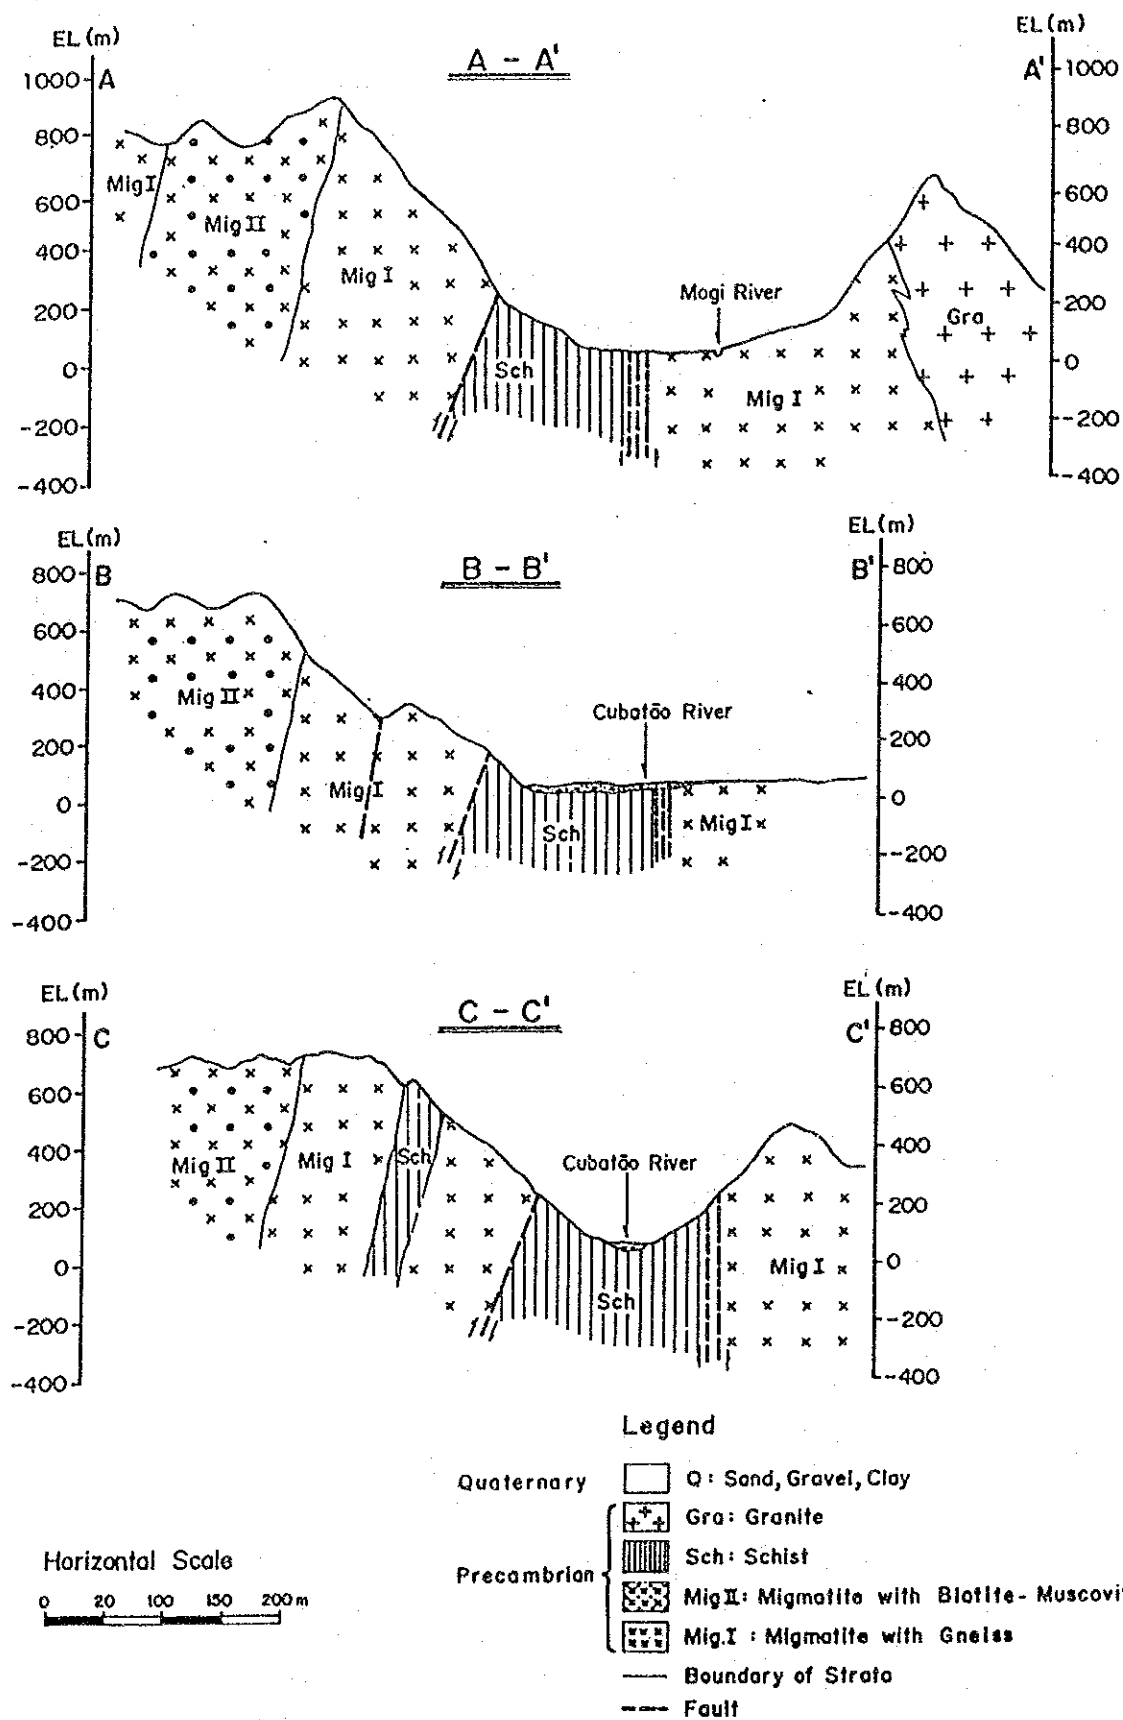 EL (m)
A - A'
EL (m)
A
A'
1000
800
600
400
200
0
-200
-400
1000
800
600
400
200
0
-200
-400
Mig I
Mig II
Mig I
Sch
Mogi River
Mig I
Gra
EL (m)
B - B'
EL (m)
B
B'
800
600
400
200
0
-200
-400
800
600
400
200
0
-200
-400
Mig II
Mig I
Sch
Cubatão River
Mig I
EL (m)
C - C'
EL (m)
C
C'
800
600
400
200
0
-200
-400
800
600
400
200
0
-200
-400
Mig II
Mig I
Sch
Cubatão River
Sch
Mig I
Legend
Quaternary
Q : Sand, Gravel, Clay
Precambrian
Gra : Granite
Sch : Schist
Mig II : Migmatite with Biotite - Muscovi
Mig. I : Migmatite with Gneiss
Boundary of Strata
Fault
Horizontal Scale
0 20 100 150 200 m